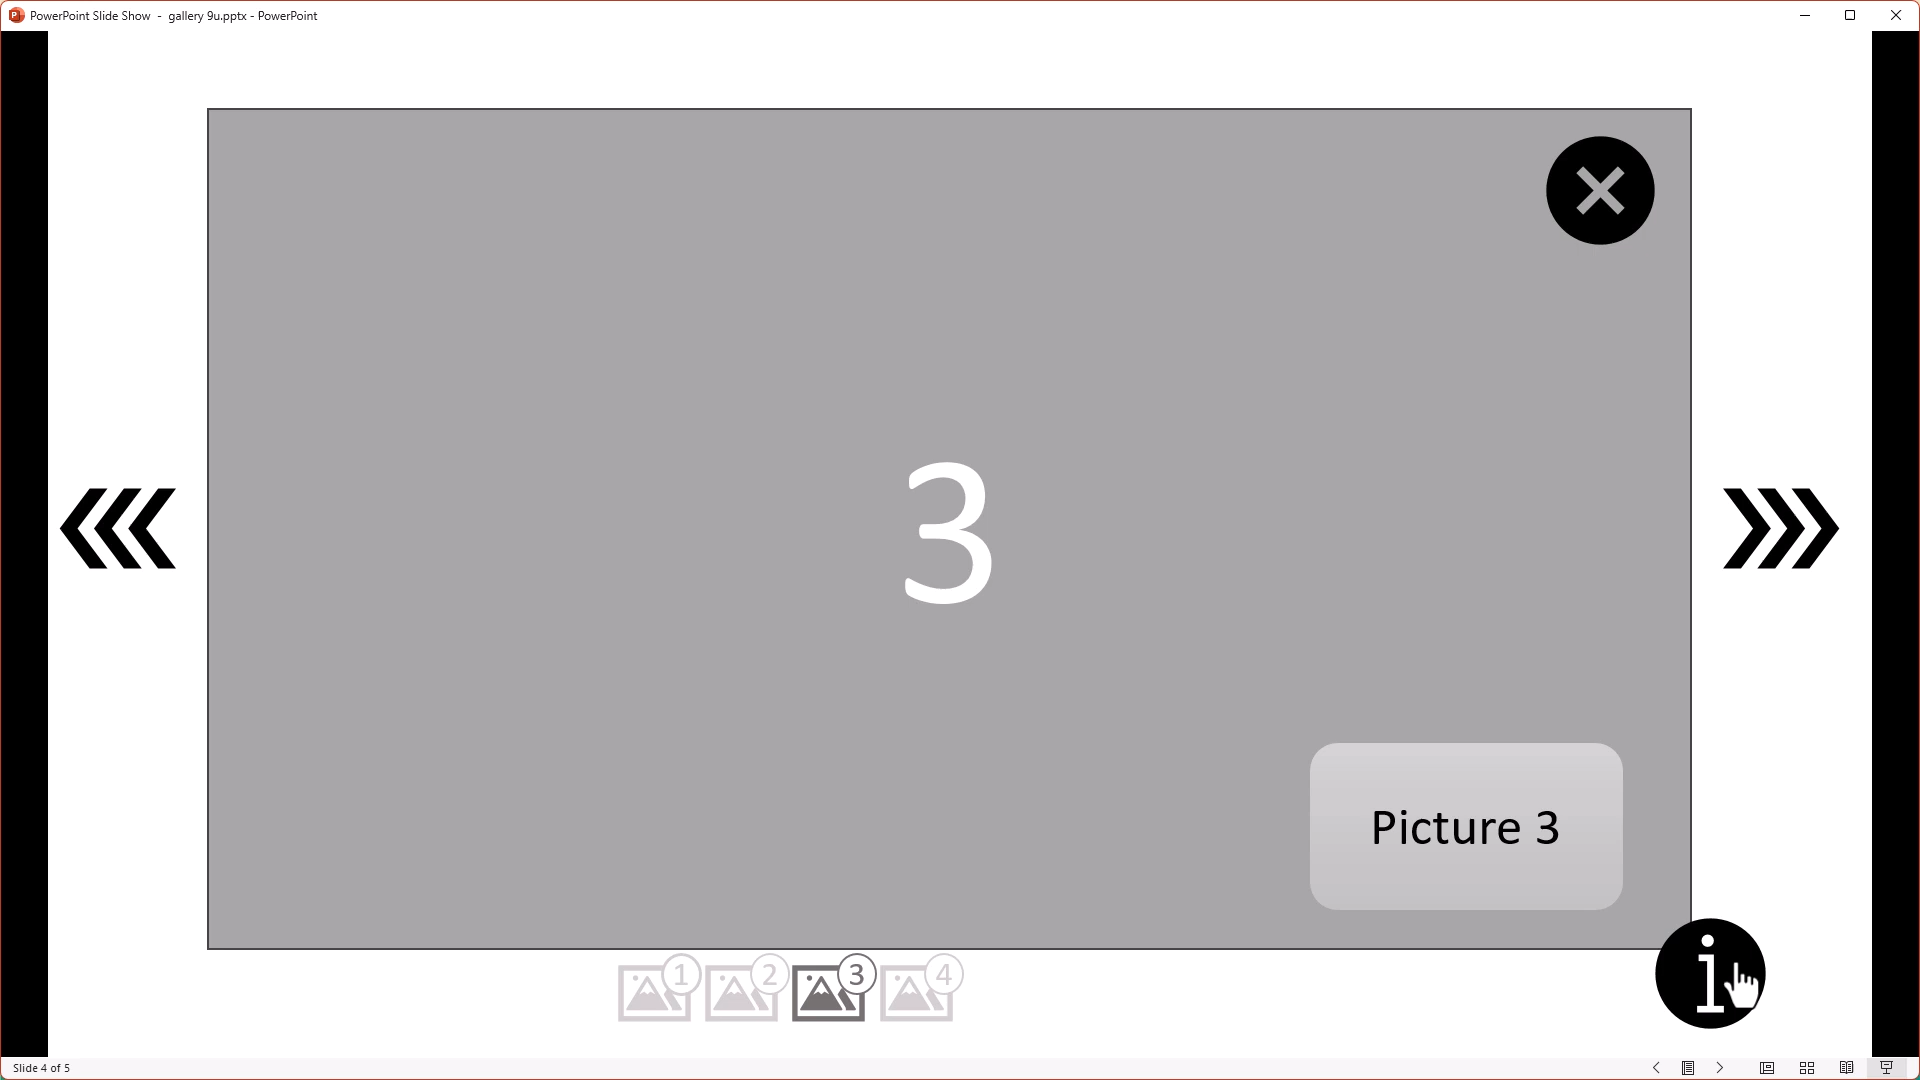 PowerPoint Slide Show - gallery 9u.pptx - PowerPoint
3
Picture 3
1 2 3 4
i
Slide 4 of 5